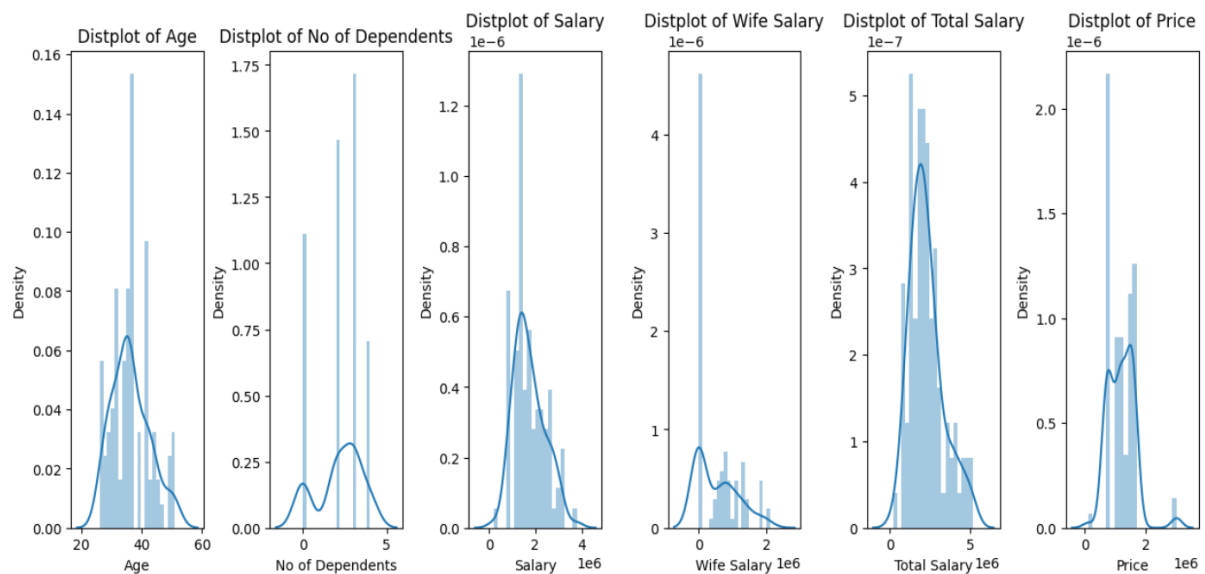 Distplot of Age
0.16
0.14
0.12
0.10
0.08
0.06
0.04
0.02
0.00
Density
20 40 60
Age
Distplot of No of Dependents
1.75
1.50
1.25
1.00
0.75
0.50
0.25
0.00
Density
0 5
No of Dependents
Distplot of Salary
1e−6
1.2
1.0
0.8
0.6
0.4
0.2
0.0
Density
0 2 4
1e6
Salary
Distplot of Wife Salary
1e−6
4
3
2
1
0
Density
0 2
1e6
Wife Salary
Distplot of Total Salary
1e−7
5
4
3
2
1
0
Density
0 5
1e6
Total Salary
Distplot of Price
1e−6
2.0
1.5
1.0
0.5
0.0
Density
0 2
1e6
Price